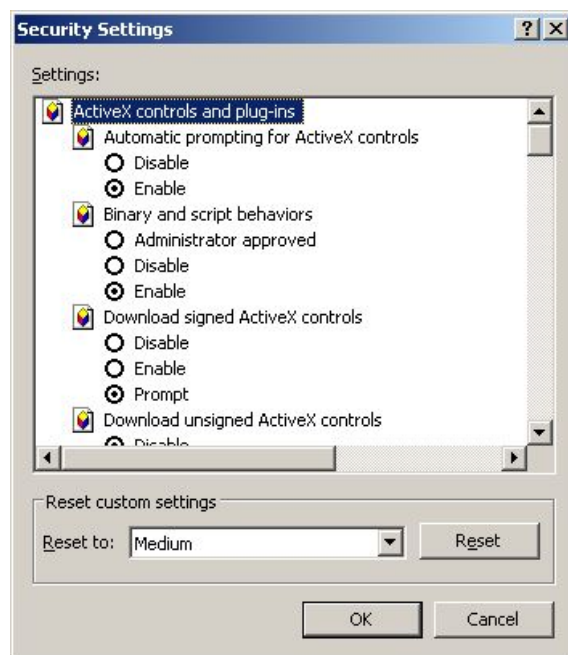 Security Settings
Settings:
ActiveX controls and plug-ins
Automatic prompting for ActiveX controls
Disable
Enable
Binary and script behaviors
Administrator approved
Disable
Enable
Download signed ActiveX controls
Disable
Enable
Prompt
Download unsigned ActiveX controls
Disable
Reset custom settings
Reset to: Medium Reset
OK Cancel